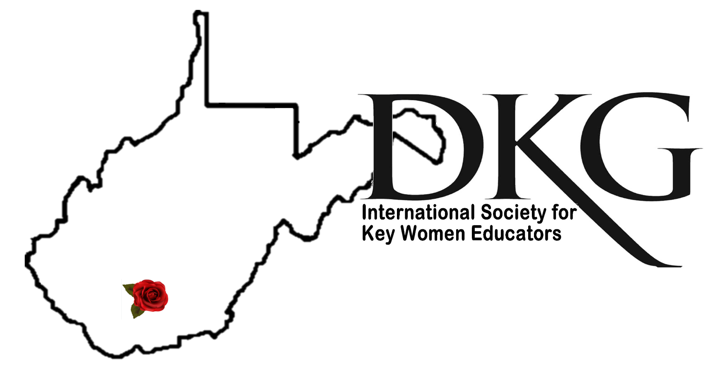 DKG
International Society for
Key Women Educators